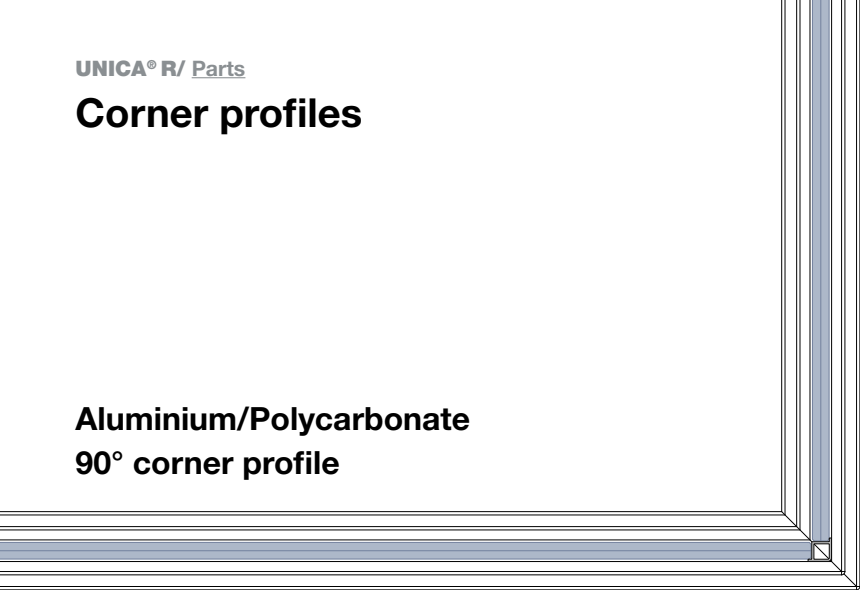 UNICA® R/ Parts
Corner profiles
Aluminium/Polycarbonate
90° corner profile